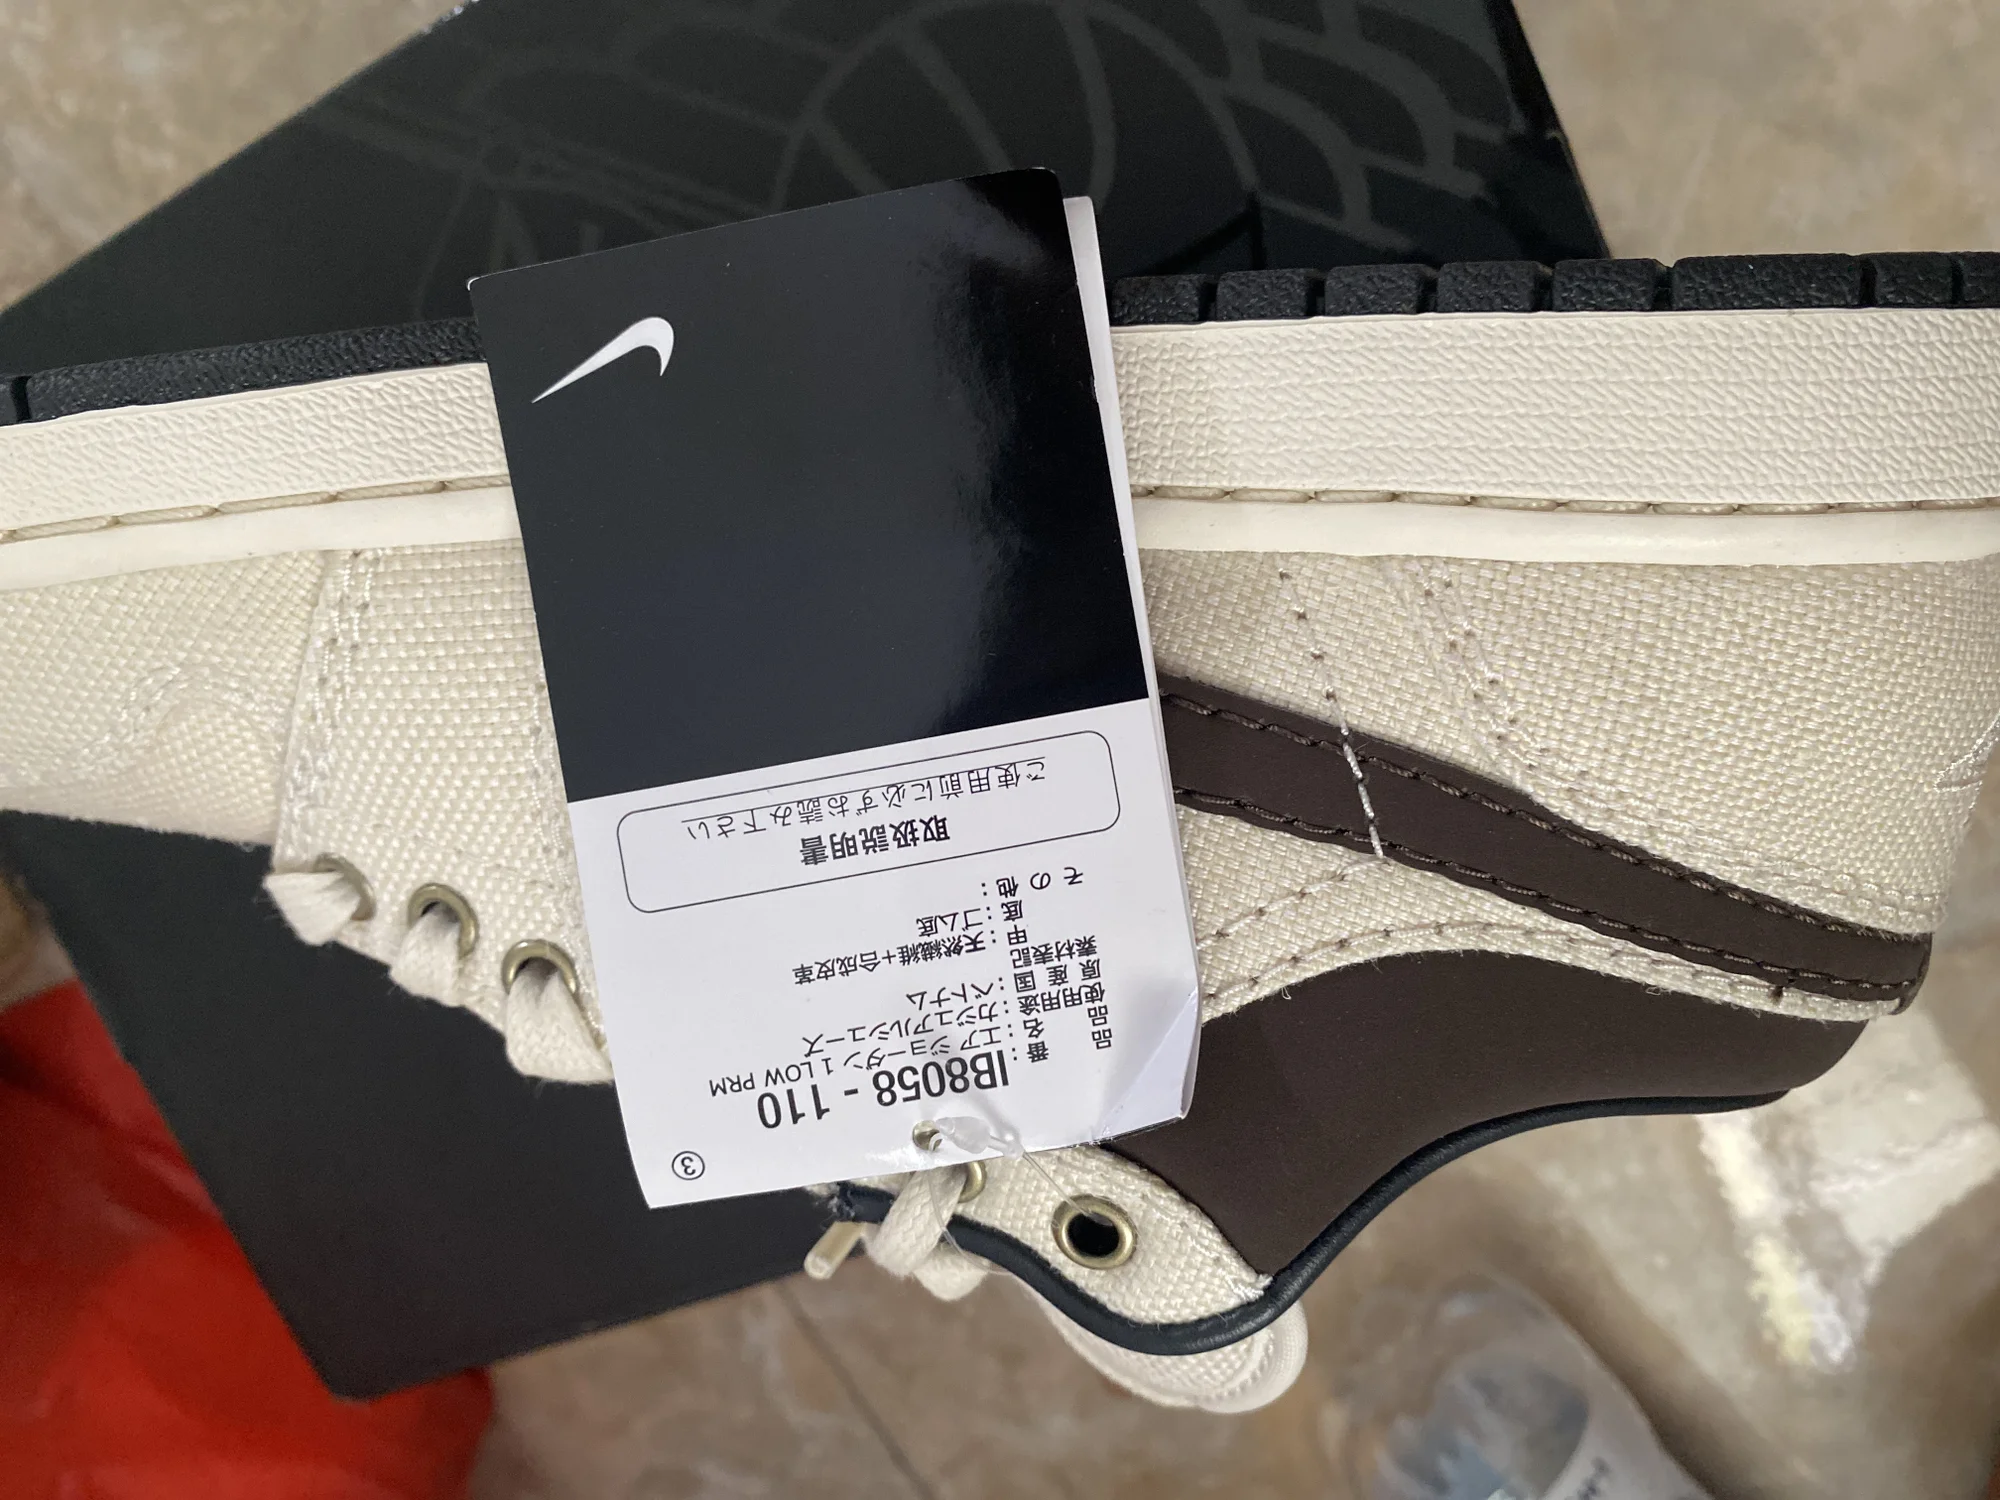 ③
IB8058 - 110
品　　番：
品　　名：エア ジョーダン 1 LOW PRM
使用用途：カジュアルシューズ
原 産 国：ベトナム
素材表記
甲：天然繊維+合成皮革
底：ゴム底
そ の 他：
取扱説明書
ご使用前に必ずお読み下さい